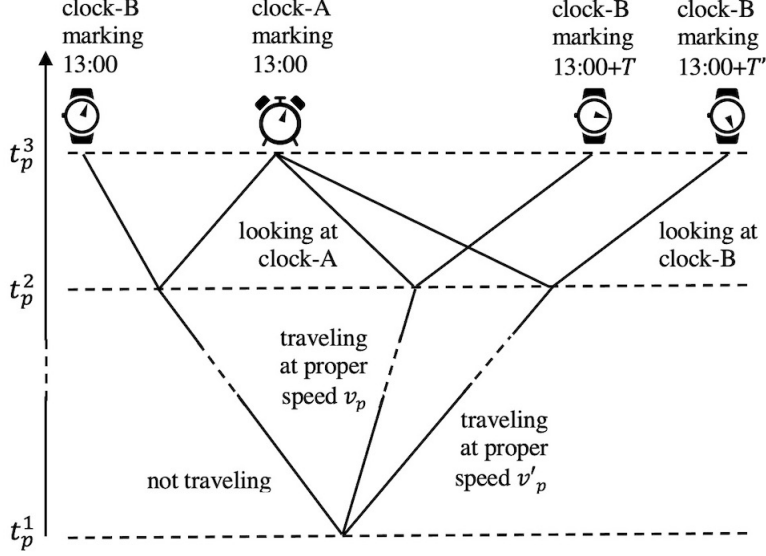 clock-B
marking
13:00
clock-A
marking
13:00
clock-B
marking
13:00+T
clock-B
marking
13:00+T'
t_p^3
looking at
clock-A
looking at
clock-B
t_p^2
traveling
at proper
speed v_p
traveling
at proper
speed v'_p
not traveling
t_p^1